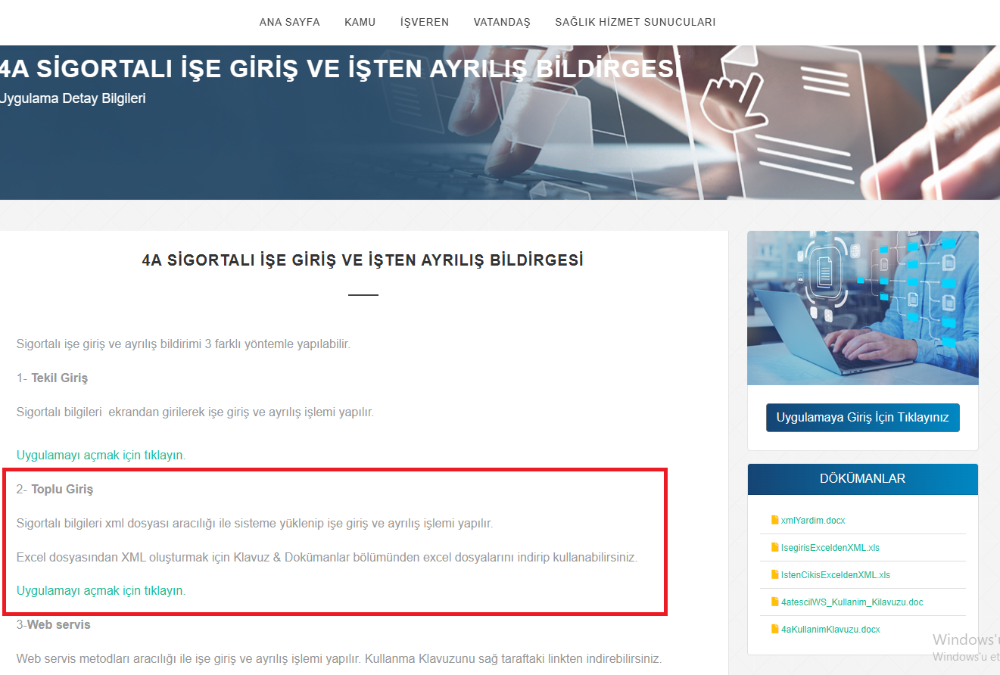 ANA SAYFA KAMU İŞVEREN VATANDAŞ SAĞLIK HİZMET SUNUCULARI
4A SİGORTALI İŞE GİRİŞ VE İŞTEN AYRILIŞ BİLDİRGESİ
Uygulama Detay Bilgileri
4A SİGORTALI İŞE GİRİŞ VE İŞTEN AYRILIŞ BİLDİRGESİ
Sigortalı işe giriş ve ayrılış bildirimi 3 farklı yöntemle yapılabilir.
1- Tekil Giriş
Sigortalı bilgileri ekrandan girilerek işe giriş ve ayrılış işlemi yapılır.
Uygulamayı açmak için tıklayın.
2- Toplu Giriş
Sigortalı bilgileri xml dosyası aracılığı ile sisteme yüklenip işe giriş ve ayrılış işlemi yapılır.
Excel dosyasından XML oluşturmak için Klavuz & Dokümanlar bölümünden excel dosyalarını indirip kullanabilirsiniz.
Uygulamayı açmak için tıklayın.
3-Web servis
Web servis metodları aracılığı ile işe giriş ve ayrılış işlemi yapılır. Kullanma Klavuzunu sağ taraftaki linkten indirebilirsiniz.
Uygulamaya Giriş İçin Tıklayınız
DÖKÜMANLAR
xmlYardim.docx
IsegirisExceldenXML.xls
IstenCikisExceldenXML.xls
4atescilWS_Kullanim_Kilavuzu.doc
4aKullanimKlavuzu.docx
Windows'u
Windows'u et